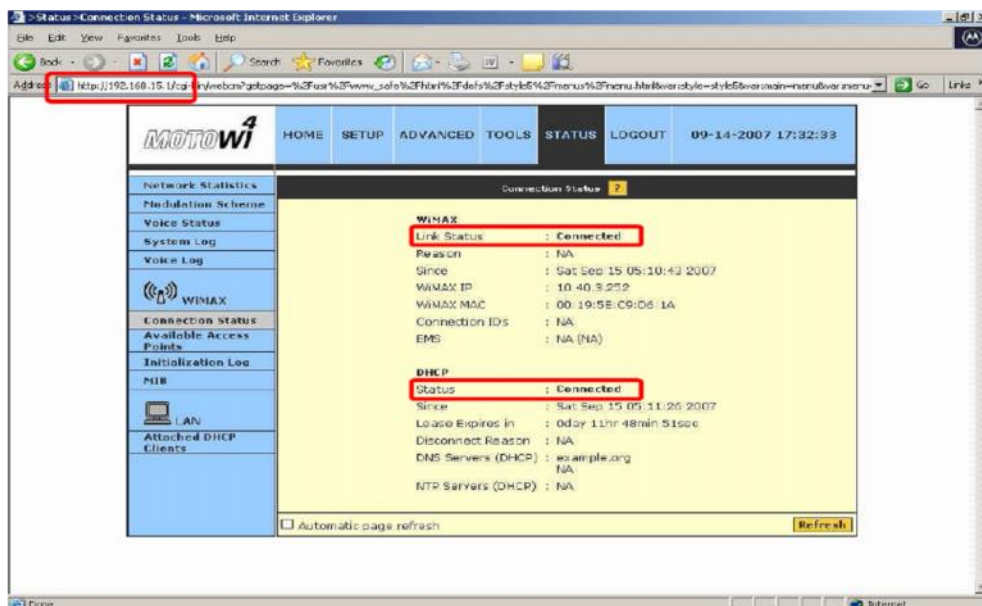 >Status>Connection Status - Microsoft Internet Explorer
File Edit View Favorites Tools Help
Back Search Favorites
Address http://192.168.15.1/cgi-bin/webcm?getpage=%2Fusr%2Fwww_safe%2Fhtml%2Fdefs%2Fstyle5%2Fmenus%2Fmenu.html&var:style=style5&var:main=menu&var:menu- Go Links
MOTOwi4 HOME SETUP ADVANCED TOOLS STATUS LOGOUT 09-14-2007 17:32:33
Network Statistics
Modulation Scheme
Voice Status
System Log
Voice Log
WIMAX
Connection Status
Available Access
Points
Initialization Log
MIB
LAN
Attached DHCP
Clients
Connection Status ?
WiMAX
Link Status : Connected
Reason : NA
Since : Sat Sep 15 05:10:43 2007
WiMAX IP : 10.40.3.252
WiMAX MAC : 00:19:5E:C9:D6:1A
Connection IDs : NA
EMS : NA (NA)
DHCP
Status : Connected
Since : Sat Sep 15 05:11:26 2007
Lease Expires in : 0day 11hr 48min 51sec
Disconnect Reason : NA
DNS Servers (DHCP) : example.org
NA
NTP Servers (DHCP) : NA
Automatic page refresh Refresh
Done Internet